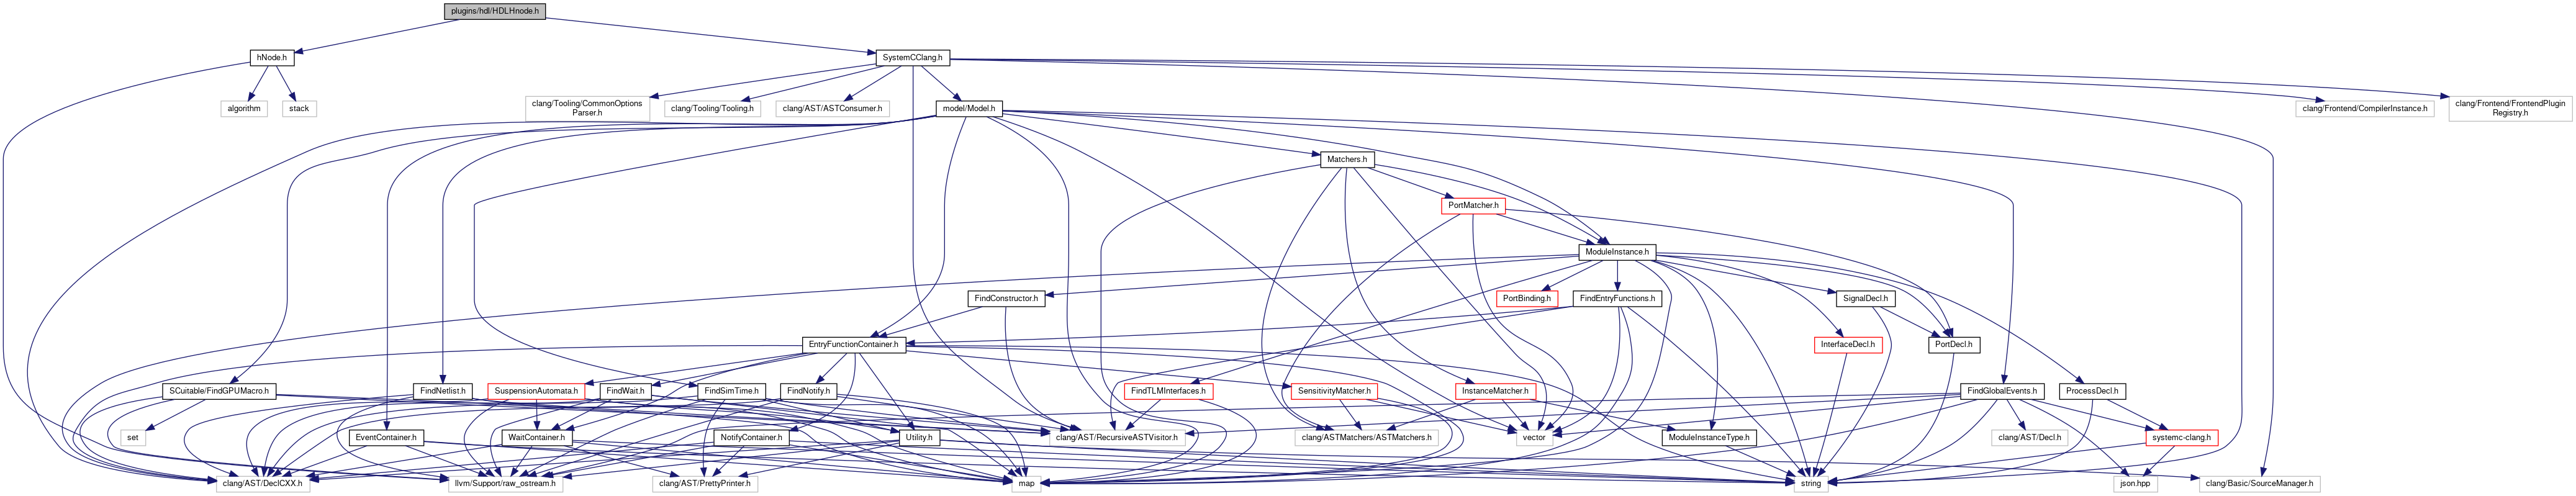 plugins/hdl/HDLHnode.h
hNode.h
SystemCClang.h
algorithm
stack
clang/Tooling/CommonOptions
Parser.h
clang/Tooling/Tooling.h
clang/AST/ASTConsumer.h
model/Model.h
clang/Frontend/CompilerInstance.h
clang/Frontend/FrontendPlugin
Registry.h
Matchers.h
PortMatcher.h
ModuleInstance.h
FindConstructor.h
PortBinding.h
FindEntryFunctions.h
SignalDecl.h
EntryFunctionContainer.h
InterfaceDecl.h
PortDecl.h
SCuitable/FindGPUMacro.h
FindNetlist.h
SuspensionAutomata.h
FindWait.h
FindSimTime.h
FindNotify.h
FindTLMInterfaces.h
SensitivityMatcher.h
InstanceMatcher.h
FindGlobalEvents.h
ProcessDecl.h
set
EventContainer.h
WaitContainer.h
NotifyContainer.h
Utility.h
clang/AST/RecursiveASTVisitor.h
clang/ASTMatchers/ASTMatchers.h
vector
ModuleInstanceType.h
clang/AST/Decl.h
systemc-clang.h
clang/AST/DeclCXX.h
llvm/Support/raw_ostream.h
clang/AST/PrettyPrinter.h
map
string
json.hpp
clang/Basic/SourceManager.h